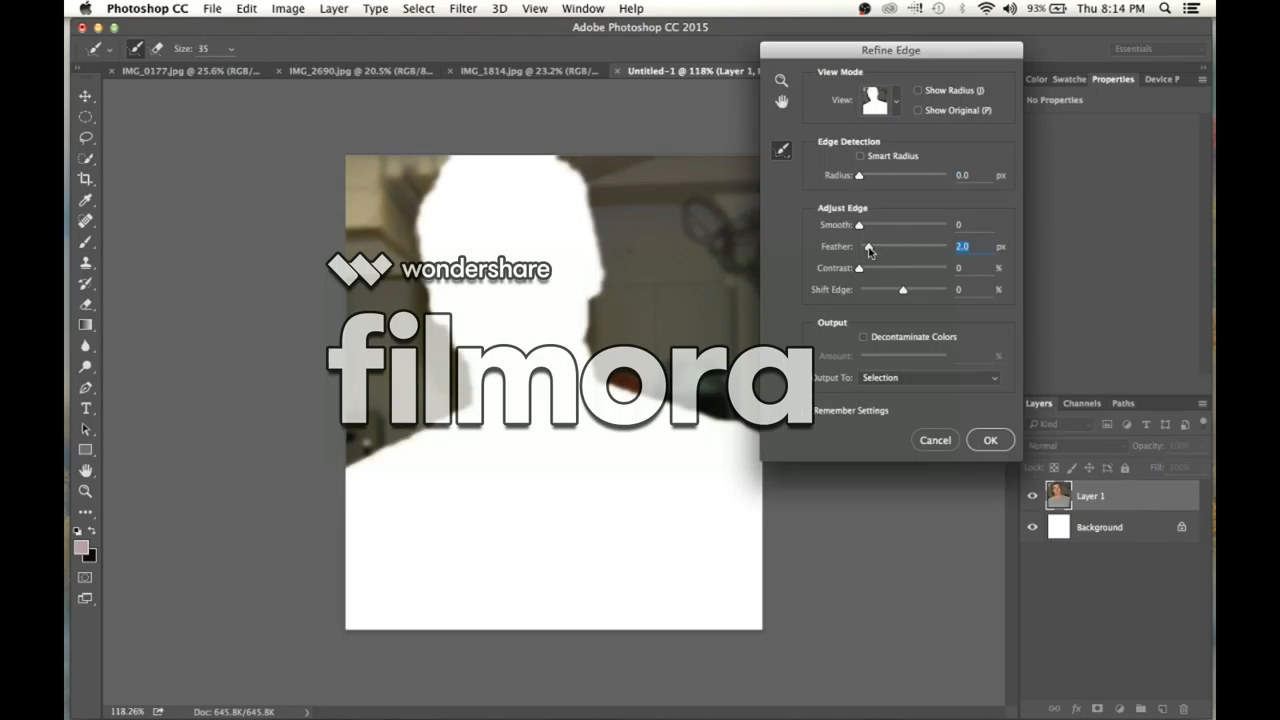 Photoshop CC File Edit Image Layer Type Select Filter 3D View Window Help 93% Thu 8:14 PM
Adobe Photoshop CC 2015
Size: 35 Essentials
IMG_0177.jpg @ 25.6% (RGB/... IMG_2690.jpg @ 20.5% (RGB/8... IMG_1814.jpg @ 23.2% (RGB/... Untitled-1 @ 118% (Layer 1,
Refine Edge
View Mode
View:
Show Radius (J)
Show Original (P)
Edge Detection
Smart Radius
Radius: 0.0 px
Adjust Edge
Smooth: 0
Feather: 2.0 px
Contrast: 0 %
Shift Edge: 0 %
Output
Decontaminate Colors
Amount: %
Output To: Selection
Remember Settings
Cancel OK
Color Swatche Properties Device P
No Properties
wondershare
filmora
Layers Channels Paths
Kind
Normal Opacity: 100%
Lock: Fill: 100%
Layer 1
Background
118.26% Doc: 645.8K/645.8K